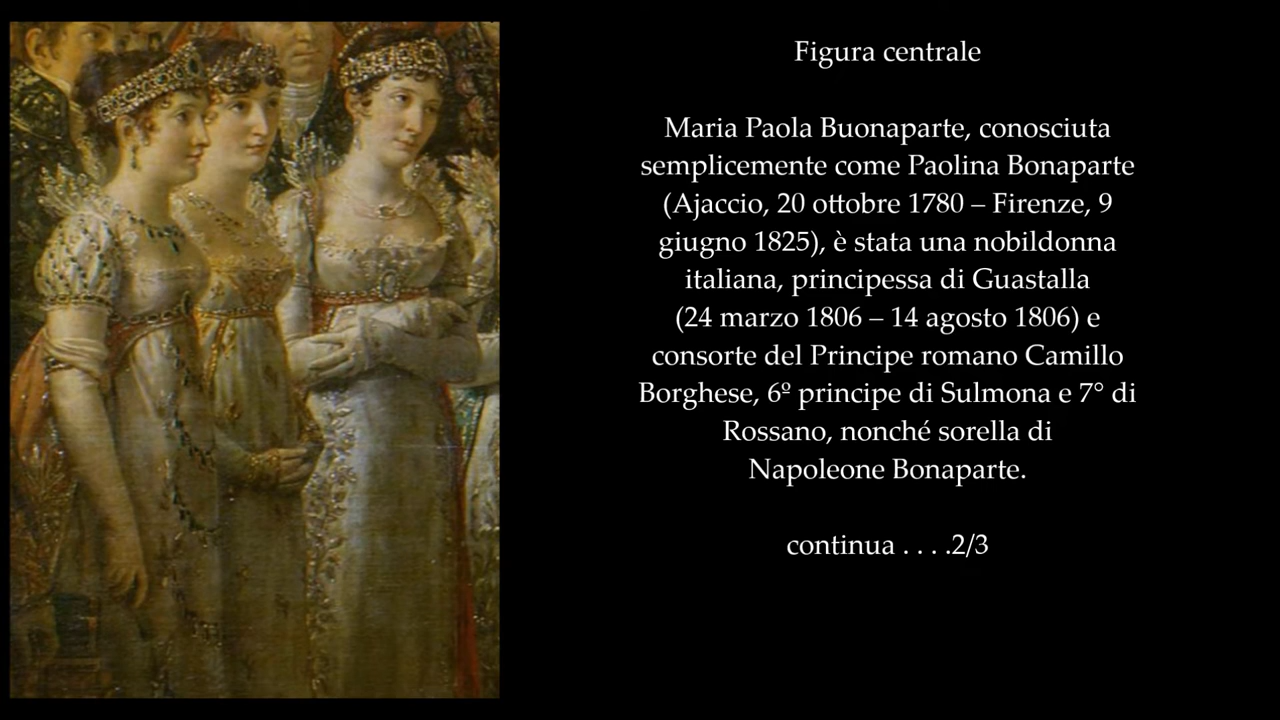 Figura centrale
Maria Paola Buonaparte, conosciuta
semplicemente come Paolina Bonaparte
(Ajaccio, 20 ottobre 1780 – Firenze, 9
giugno 1825), è stata una nobildonna
italiana, principessa di Guastalla
(24 marzo 1806 – 14 agosto 1806) e
consorte del Principe romano Camillo
Borghese, 6º principe di Sulmona e 7° di
Rossano, nonché sorella di
Napoleone Bonaparte.
continua . . . .2/3